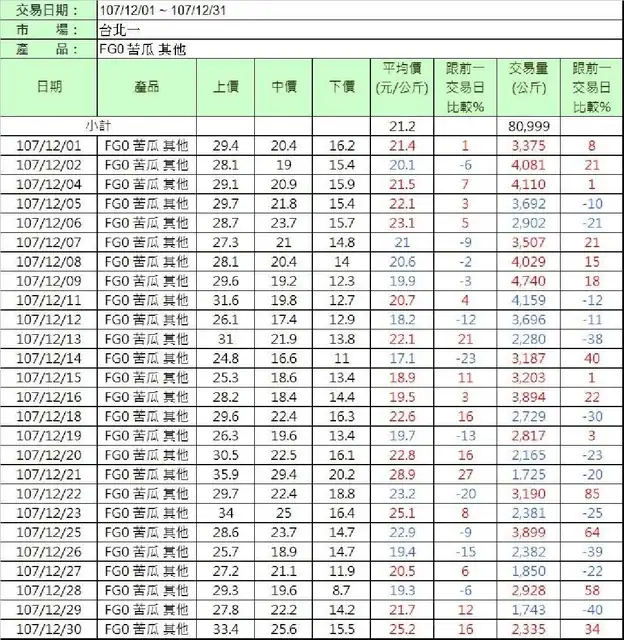 交易日期： 107/12/01 ~ 107/12/31
市 場： 台北一
產 品： FG0 苦瓜 其他
日期 產品 上價 中價 下價 平均價(元/公斤) 跟前一交易日比較% 交易量(公斤) 跟前一交易日比較%
小計 21.2 80,999
107/12/01 FG0 苦瓜 其他 29.4 20.4 16.2 21.4 1 3,375 8
107/12/02 FG0 苦瓜 其他 28.1 19 15.4 20.1 -6 4,081 21
107/12/04 FG0 苦瓜 其他 29.1 20.9 15.9 21.5 7 4,110 1
107/12/05 FG0 苦瓜 其他 29.7 21.8 15.4 22.1 3 3,692 -10
107/12/06 FG0 苦瓜 其他 28.7 23.7 15.7 23.1 5 2,902 -21
107/12/07 FG0 苦瓜 其他 27.3 21 14.8 21 -9 3,507 21
107/12/08 FG0 苦瓜 其他 28.1 20.4 14 20.6 -2 4,029 15
107/12/09 FG0 苦瓜 其他 29.6 19.2 12.3 19.9 -3 4,740 18
107/12/11 FG0 苦瓜 其他 31.6 19.8 12.7 20.7 4 4,159 -12
107/12/12 FG0 苦瓜 其他 26.1 17.4 12.9 18.2 -12 3,696 -11
107/12/13 FG0 苦瓜 其他 31 21.9 13.8 22.1 21 2,280 -38
107/12/14 FG0 苦瓜 其他 24.8 16.6 11 17.1 -23 3,187 40
107/12/15 FG0 苦瓜 其他 25.3 18.6 13.4 18.9 11 3,203 1
107/12/16 FG0 苦瓜 其他 28.2 18.4 14.4 19.5 3 3,894 22
107/12/18 FG0 苦瓜 其他 29.6 22.4 16.3 22.6 16 2,729 -30
107/12/19 FG0 苦瓜 其他 26.3 19.6 13.4 19.7 -13 2,817 3
107/12/20 FG0 苦瓜 其他 30.5 22.5 16.1 22.8 16 2,165 -23
107/12/21 FG0 苦瓜 其他 35.9 29.4 20.2 28.9 27 1,725 -20
107/12/22 FG0 苦瓜 其他 29.7 22.4 18.8 23.2 -20 3,190 85
107/12/23 FG0 苦瓜 其他 34 25 16.4 25.1 8 2,381 -25
107/12/25 FG0 苦瓜 其他 28.6 23.7 14.7 22.9 -9 3,899 64
107/12/26 FG0 苦瓜 其他 25.7 18.9 14.7 19.4 -15 2,382 -39
107/12/27 FG0 苦瓜 其他 27.2 21.1 11.9 20.5 6 1,850 -22
107/12/28 FG0 苦瓜 其他 29.3 19.6 8.7 19.3 -6 2,928 58
107/12/29 FG0 苦瓜 其他 27.8 22.2 14.2 21.7 12 1,743 -40
107/12/30 FG0 苦瓜 其他 33.4 25.6 15.5 25.2 16 2,335 34